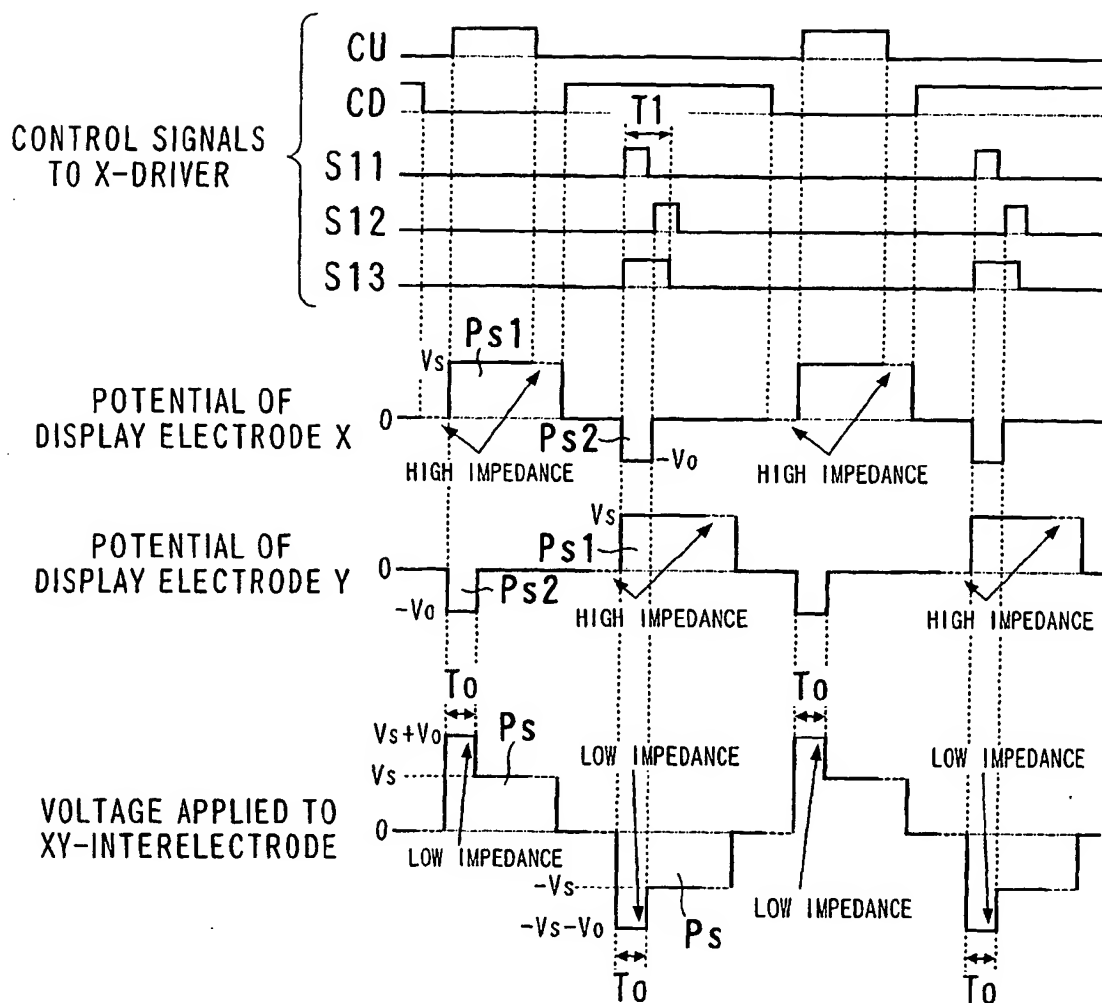 CU
CD
T1
CONTROL SIGNALS
TO X-DRIVER
S11
S12
S13
Ps1
Vs
POTENTIAL OF
DISPLAY ELECTRODE X
0
Ps2
-Vo
HIGH IMPEDANCE
HIGH IMPEDANCE
Vs
POTENTIAL OF
DISPLAY ELECTRODE Y
Ps1
0
Ps2
-Vo
HIGH IMPEDANCE
HIGH IMPEDANCE
To
To
Vs+Vo
Ps
LOW IMPEDANCE
LOW IMPEDANCE
Vs
VOLTAGE APPLIED TO
XY-INTERELECTRODE
0
LOW IMPEDANCE
-Vs
LOW IMPEDANCE
-Vs-Vo
Ps
To
To